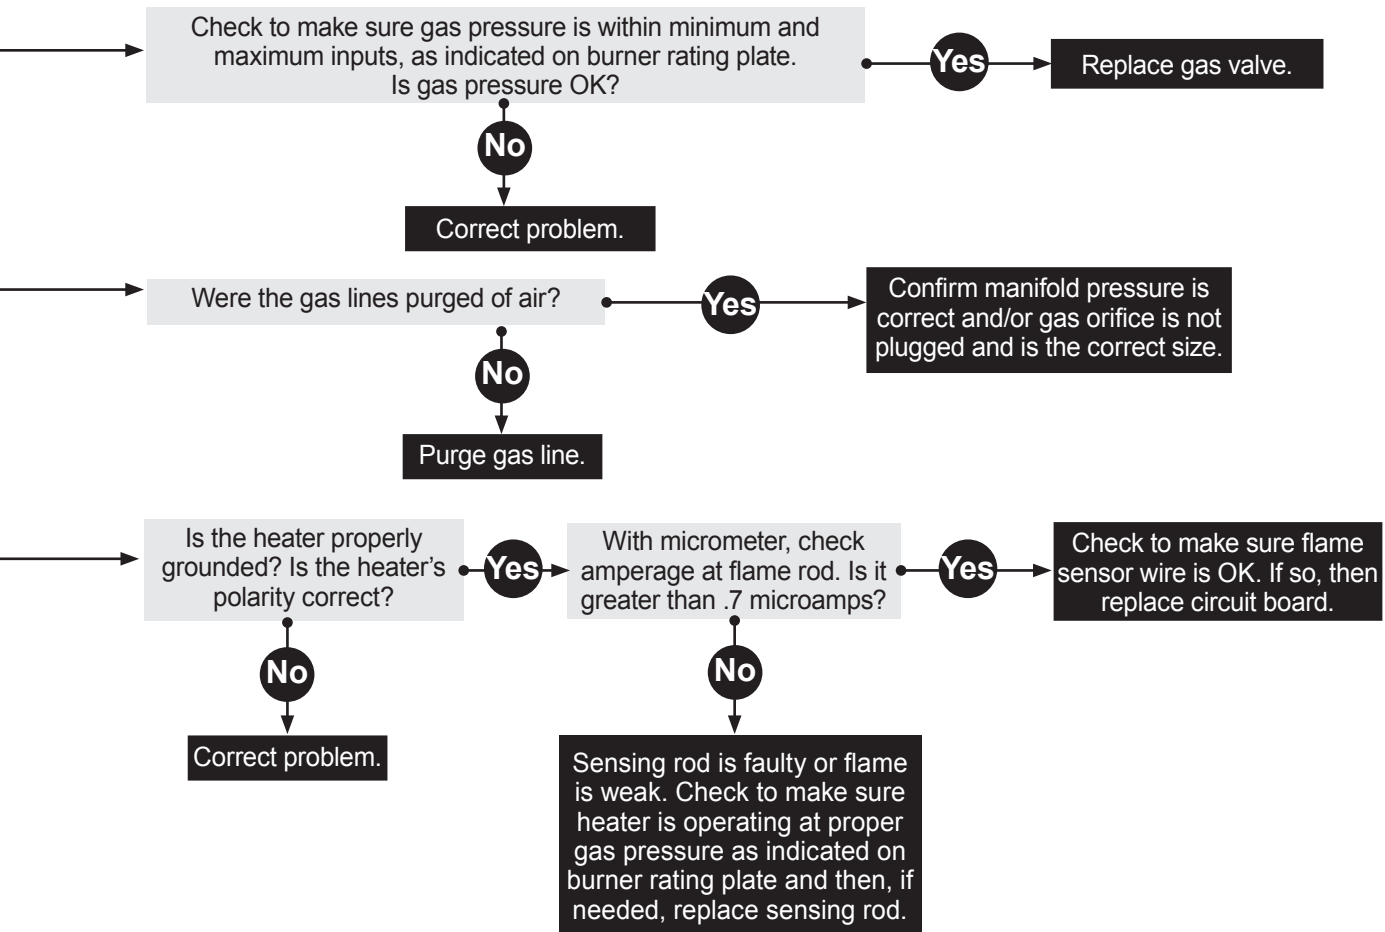 Check to make sure gas pressure is within minimum and
maximum inputs, as indicated on burner rating plate.
Is gas pressure OK?
Yes
Replace gas valve.
No
Correct problem.
Were the gas lines purged of air?
Yes
Confirm manifold pressure is
correct and/or gas orifice is not
plugged and is the correct size.
No
Purge gas line.
Is the heater properly
grounded? Is the heater's
polarity correct?
Yes
With micrometer, check
amperage at flame rod. Is it
greater than .7 microamps?
Yes
Check to make sure flame
sensor wire is OK. If so, then
replace circuit board.
No
Correct problem.
No
Sensing rod is faulty or flame
is weak. Check to make sure
heater is operating at proper
gas pressure as indicated on
burner rating plate and then, if
needed, replace sensing rod.